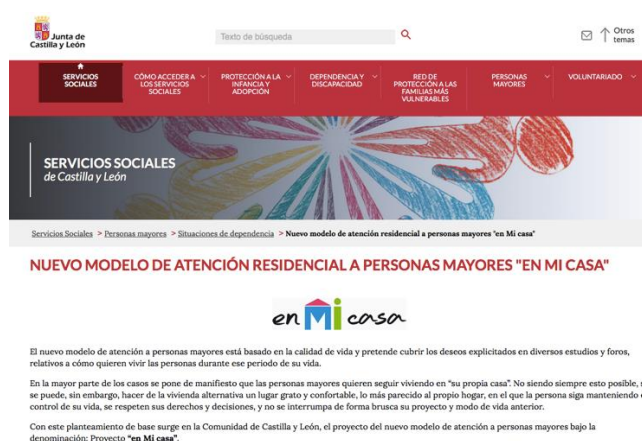 Junta de
Castilla y León
Texto de búsqueda
Otros
temas
SERVICIOS
SOCIALES
CÓMO ACCEDER A
LOS SERVICIOS
SOCIALES
PROTECCIÓN A LA
INFANCIA Y
ADOPCIÓN
DEPENDENCIA Y
DISCAPACIDAD
RED DE
PROTECCIÓN A LAS
FAMILIAS MÁS
VULNERABLES
PERSONAS
MAYORES
VOLUNTARIADO
SERVICIOS SOCIALES
de Castilla y León
Servicios Sociales > Personas mayores > Situaciones de dependencia > Nuevo modelo de atención residencial a personas mayores "en Mi casa"
NUEVO MODELO DE ATENCIÓN RESIDENCIAL A PERSONAS MAYORES "EN MI CASA"
en Mi casa
El nuevo modelo de atención a personas mayores está basado en la calidad de vida y pretende cubrir los deseos explicitados en diversos estudios y foros,
relativos a cómo quieren vivir las personas durante ese periodo de su vida.
En la mayor parte de los casos se pone de manifiesto que las personas mayores quieren seguir viviendo en "su propia casa". No siendo siempre esto posible,
se puede, sin embargo, hacer de la vivienda alternativa un lugar grato y confortable, lo más parecido al propio hogar, en el que la persona siga manteniendo
control de su vida, se respeten sus derechos y decisiones, y no se interrumpa de forma brusca su proyecto y modo de vida anterior.
Con este planteamiento de base surge en la Comunidad de Castilla y León, el proyecto del nuevo modelo de atención a personas mayores bajo la
denominación: Proyecto "en Mi casa".